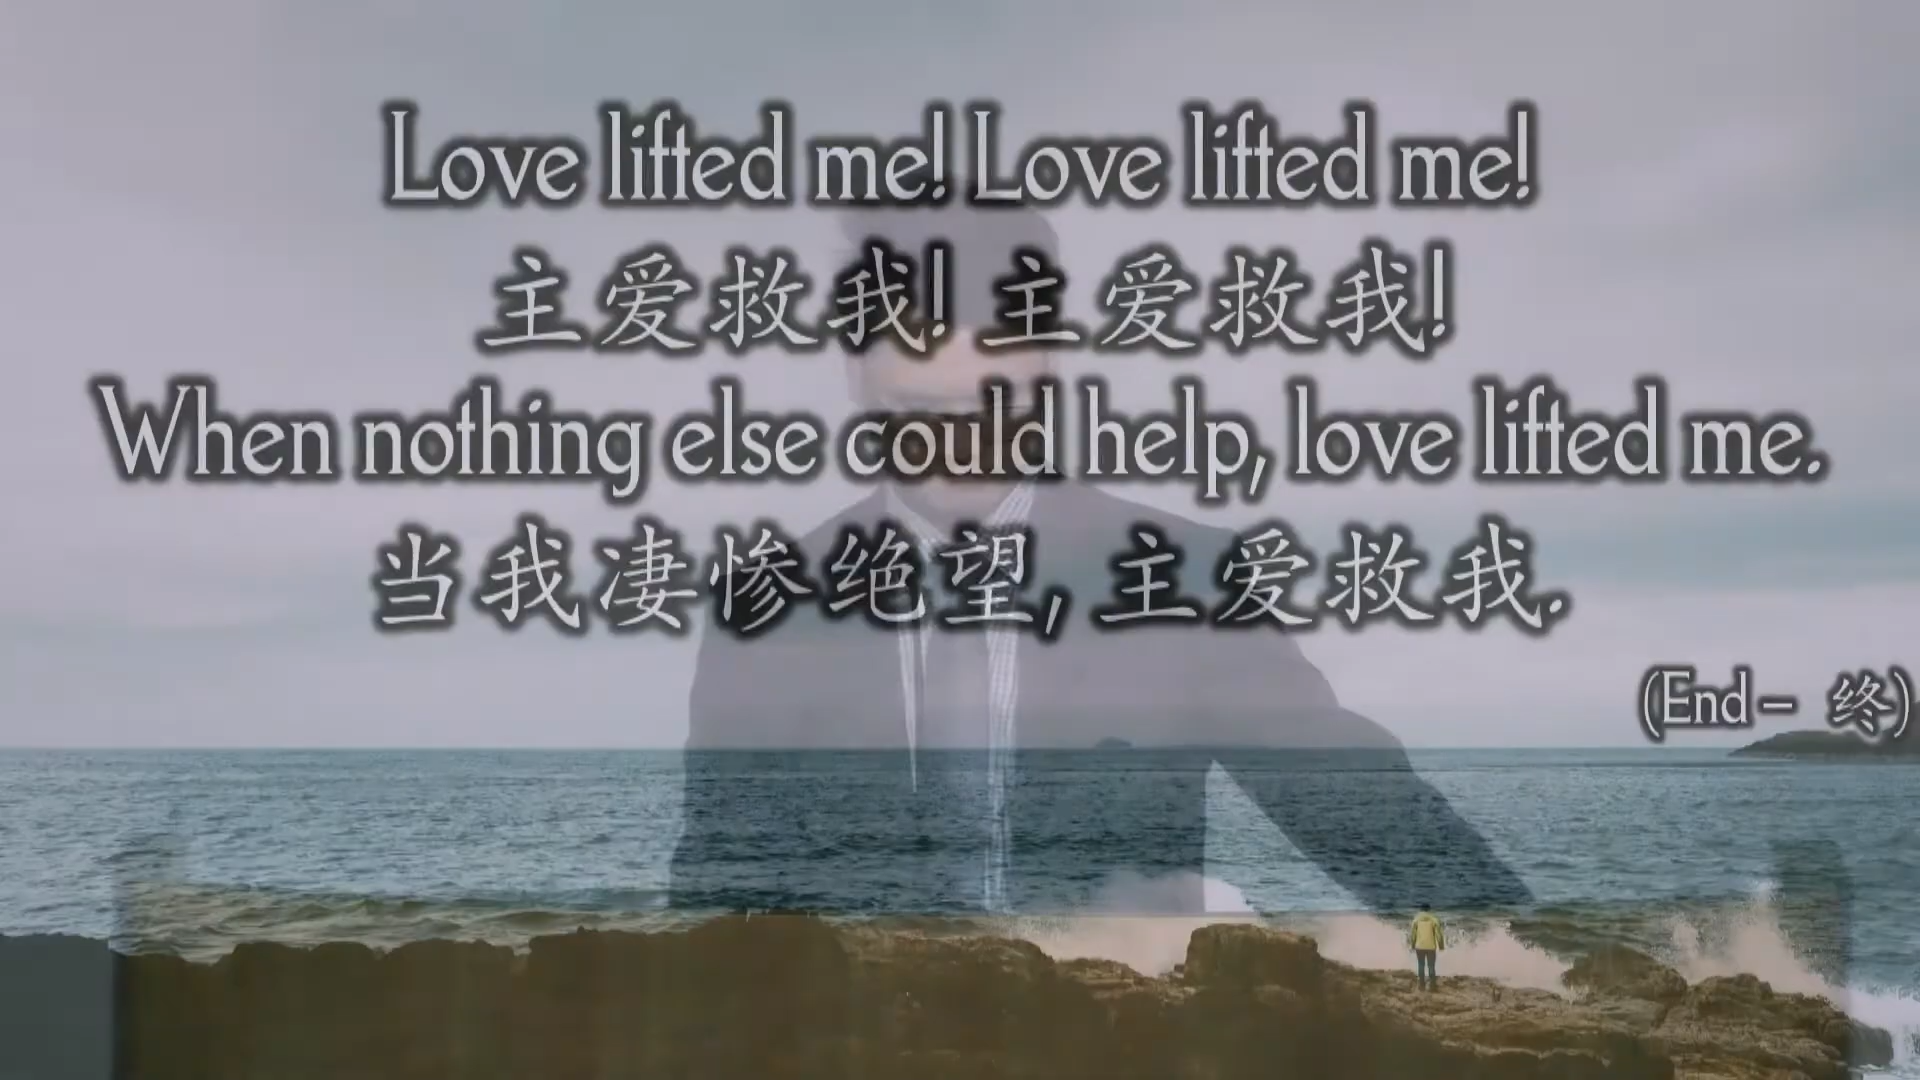 Love lifted me! Love lifted me!
主爱救我! 主爱救我!
When nothing else could help, love lifted me.
当我凄惨绝望, 主爱救我.
(End – 终)